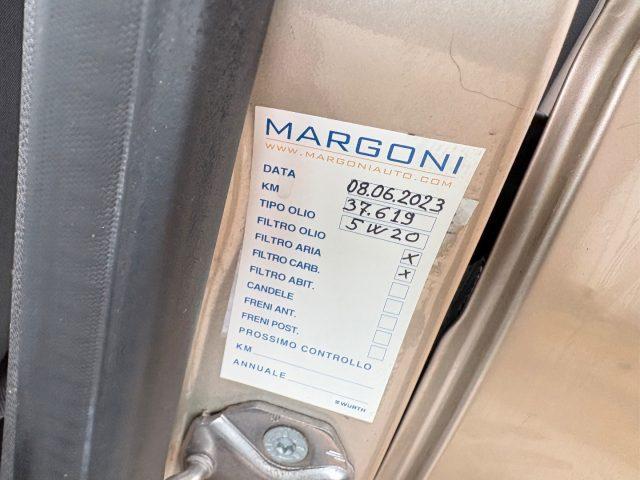 MARGONI
WWW.MARGONIAUTO.COM
DATA 08.06.2023
KM 37.619
TIPO OLIO 5W20
FILTRO OLIO X
FILTRO ARIA X
FILTRO CARB.
FILTRO ABIT.
CANDELE
FRENI ANT.
FRENI POST.
PROSSIMO CONTROLLO
KM
ANNUALE
WÜRTH